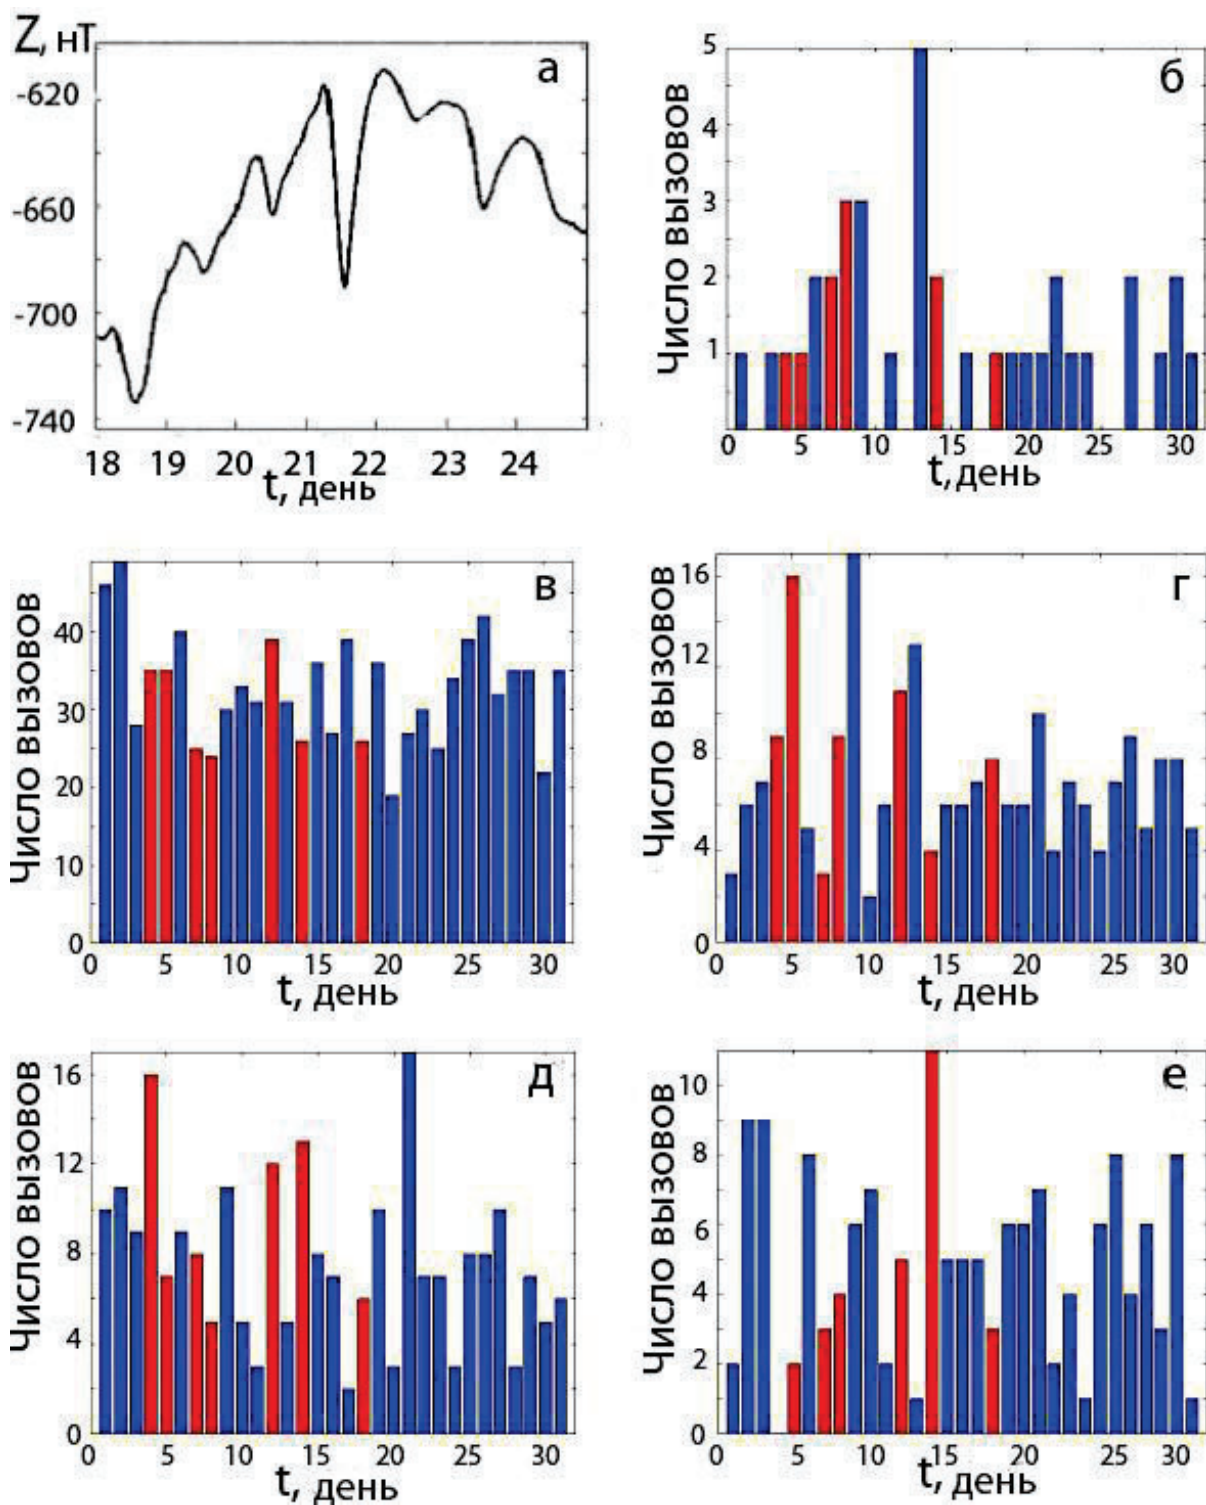 Z, нТ
а
-620
-660
-700
-740
18 19 20 21 22 23 24
t, день
б
Число вызовов
5
4
3
2
1
0 5 10 15 20 25 30
t, день
в
Число вызовов
40
30
20
10
0
0 5 10 15 20 25 30
t, день
г
Число вызовов
16
12
8
4
0
0 5 10 15 20 25 30
t, день
д
Число вызовов
16
12
8
4
0
0 5 10 15 20 25 30
t, день
е
Число вызовов
10
8
6
4
2
0
0 5 10 15 20 25 30
t, день